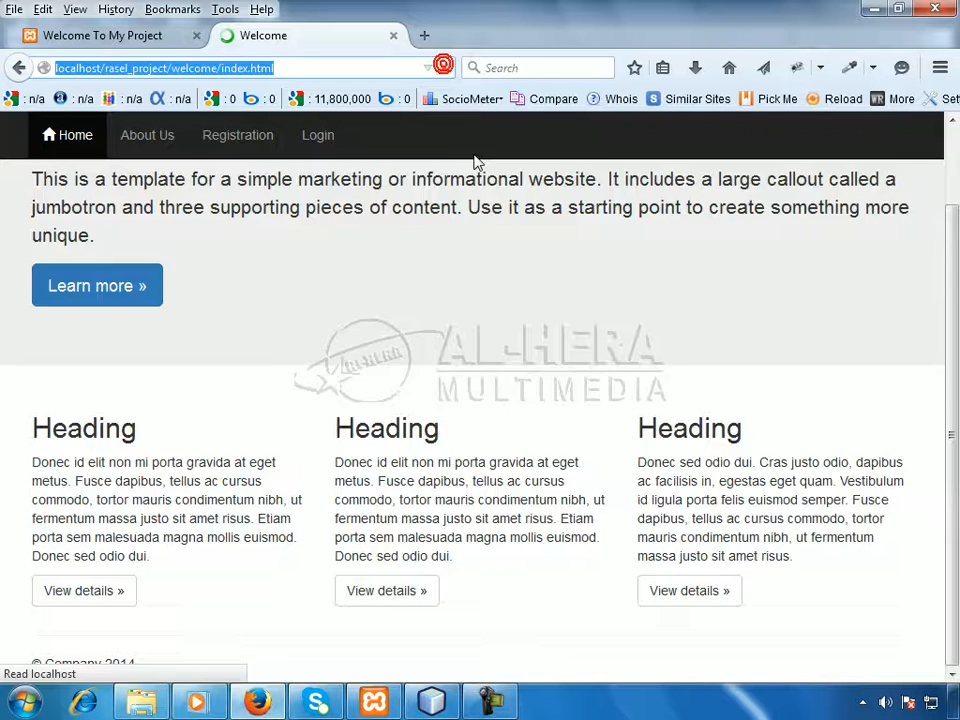 File Edit View History Bookmarks Tools Help
Welcome To My Project × Welcome × +
localhost/rasel_project/welcome/index.html Search
: n/a : n/a : n/a : n/a : 0 : 0 : 11,800,000 : 0 SocioMeter Compare Whois Similar Sites Pick Me Reload WR More Set
Home About Us Registration Login
This is a template for a simple marketing or informational website. It includes a large callout called a
jumbotron and three supporting pieces of content. Use it as a starting point to create something more
unique.
Learn more »
AL-HERA
MULTIMEDIA
Heading
Donec id elit non mi porta gravida at eget
metus. Fusce dapibus, tellus ac cursus
commodo, tortor mauris condimentum nibh, ut
fermentum massa justo sit amet risus. Etiam
porta sem malesuada magna mollis euismod.
Donec sed odio dui.
View details »
Heading
Donec id elit non mi porta gravida at eget
metus. Fusce dapibus, tellus ac cursus
commodo, tortor mauris condimentum nibh, ut
fermentum massa justo sit amet risus. Etiam
porta sem malesuada magna mollis euismod.
Donec sed odio dui.
View details »
Heading
Donec sed odio dui. Cras justo odio, dapibus
ac facilisis in, egestas eget quam. Vestibulum
id ligula porta felis euismod semper. Fusce
dapibus, tellus ac cursus commodo, tortor
mauris condimentum nibh, ut fermentum
massa justo sit amet risus.
View details »
© Company 2014
Read localhost